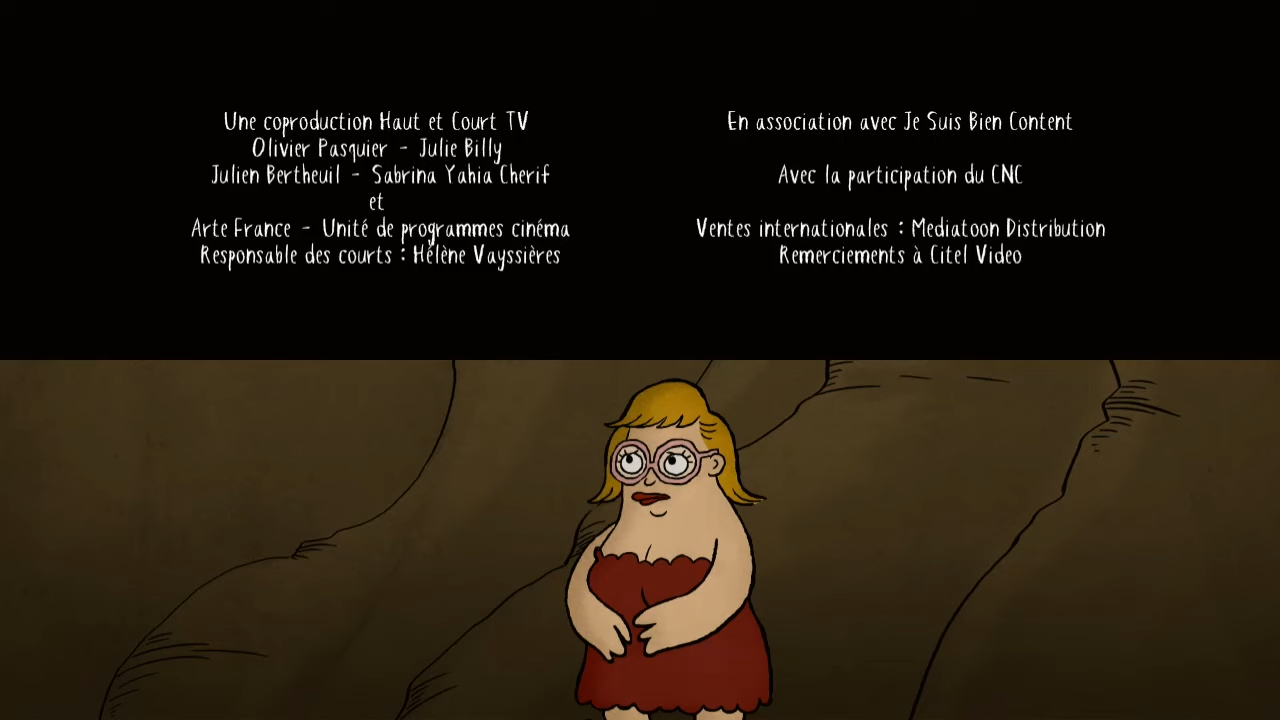 Une coproduction Haut et Court TV
Olivier Pasquier - Julie Billy
Julien Bertheuil - Sabrina Yahia Cherif
et
Arte France - Unité de programmes cinéma
Responsable des courts : Hélène Vayssières
En association avec Je Suis Bien Content
Avec la participation du CNC
Ventes internationales : Mediatoon Distribution
Remerciements à Citel Video